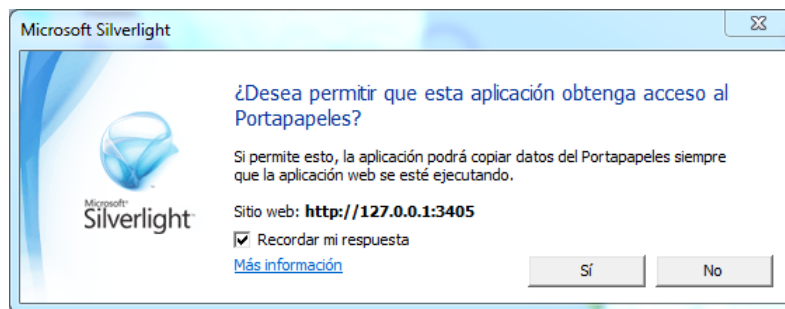 Microsoft Silverlight
¿Desea permitir que esta aplicación obtenga acceso al
Portapapeles?
Si permite esto, la aplicación podrá copiar datos del Portapapeles siempre
que la aplicación web se esté ejecutando.
Microsoft®
Silverlight™
Sitio web: http://127.0.0.1:3405
Recordar mi respuesta
Más información
Sí
No